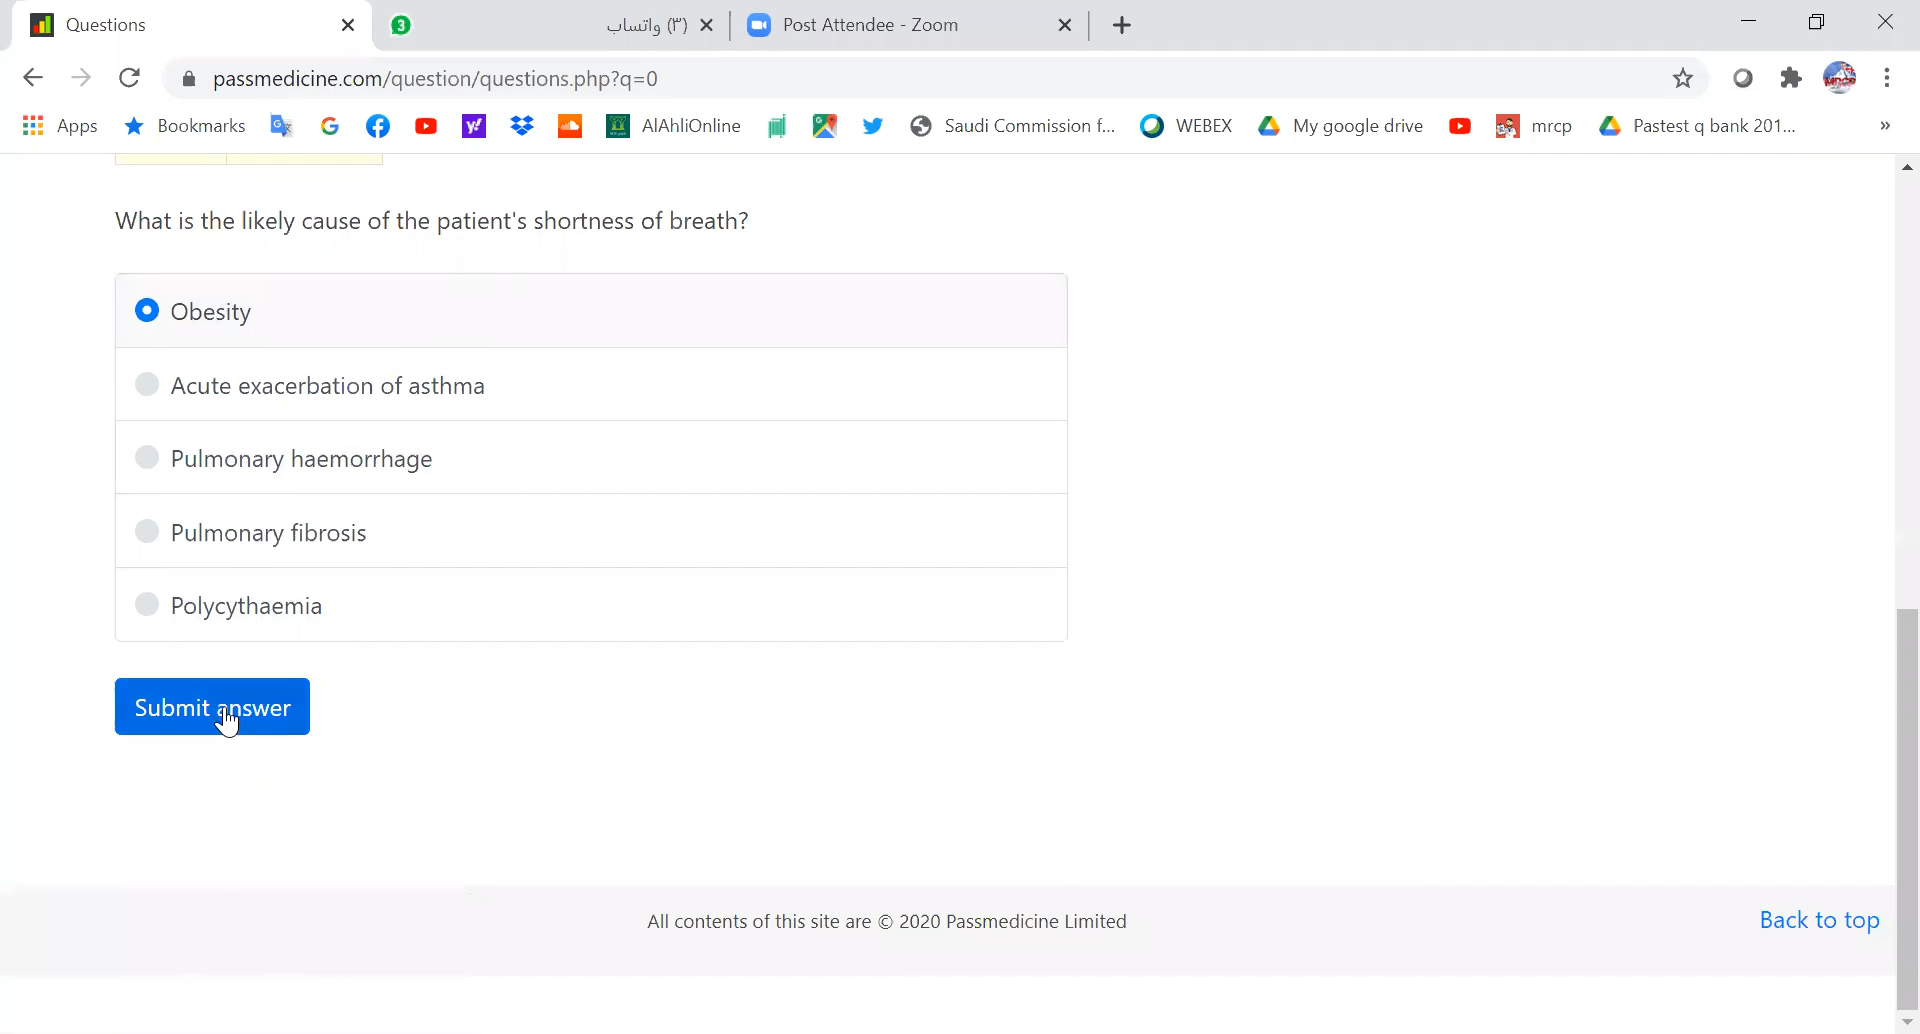 Questions
3
(٣) واتساب
Post Attendee - Zoom
passmedicine.com/question/questions.php?q=0
Apps
Bookmarks
AlAhliOnline
Saudi Commission f...
WEBEX
My google drive
mrcp
Pastest q bank 201...
What is the likely cause of the patient's shortness of breath?
Obesity
Acute exacerbation of asthma
Pulmonary haemorrhage
Pulmonary fibrosis
Polycythaemia
Submit answer
All contents of this site are © 2020 Passmedicine Limited
Back to top